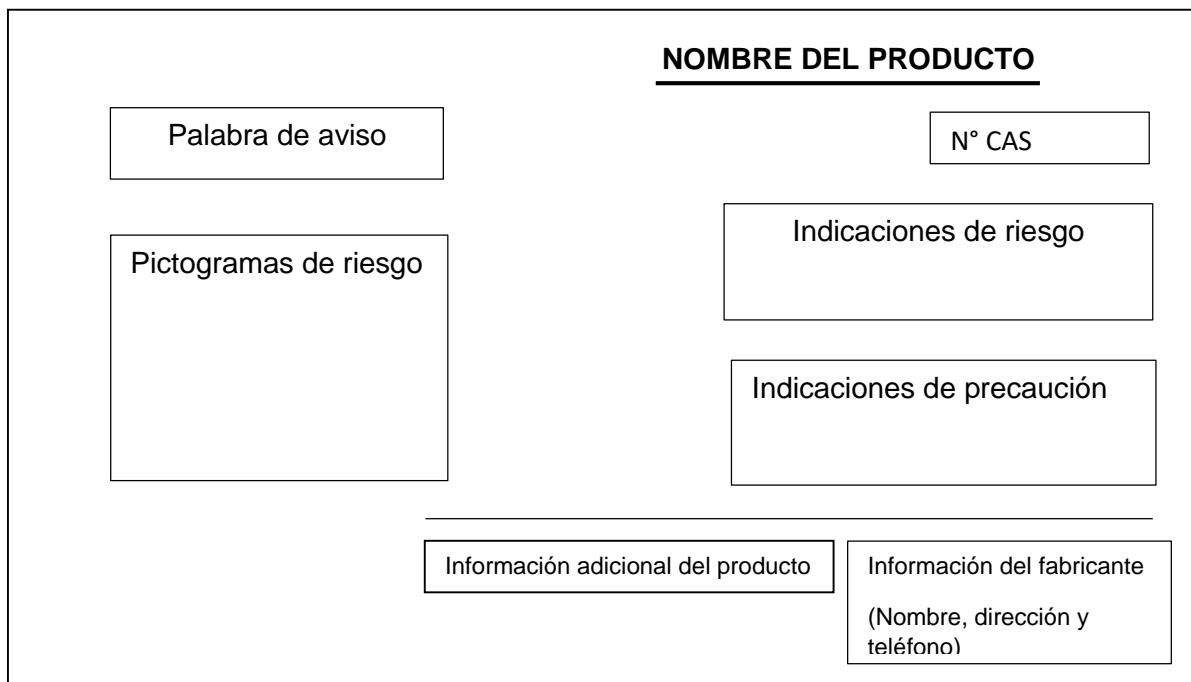 NOMBRE DEL PRODUCTO
Palabra de aviso
N° CAS
Pictogramas de riesgo
Indicaciones de riesgo
Indicaciones de precaución
Información adicional del producto
Información del fabricante
(Nombre, dirección y
teléfono)